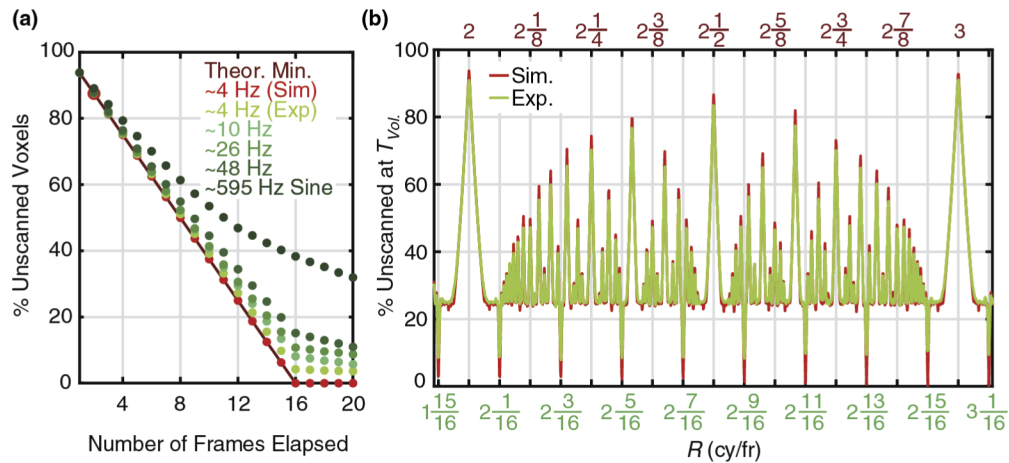 (a)
100
80
60
40
20
0
% Unscanned Voxels
Theor. Min.
~4 Hz (Sim)
~4 Hz (Exp)
~10 Hz
~26 Hz
~48 Hz
~595 Hz Sine
4 8 12 16 20
Number of Frames Elapsed
(b)
2 2 1/8 2 1/4 2 3/8 2 1/2 2 5/8 2 3/4 2 7/8 3
100
80
60
40
20
0
% Unscanned at T_Vol.
Sim.
Exp.
1 15/16 2 1/16 2 3/16 2 5/16 2 7/16 2 9/16 2 11/16 2 13/16 2 15/16 3 1/16
R (cy/fr)